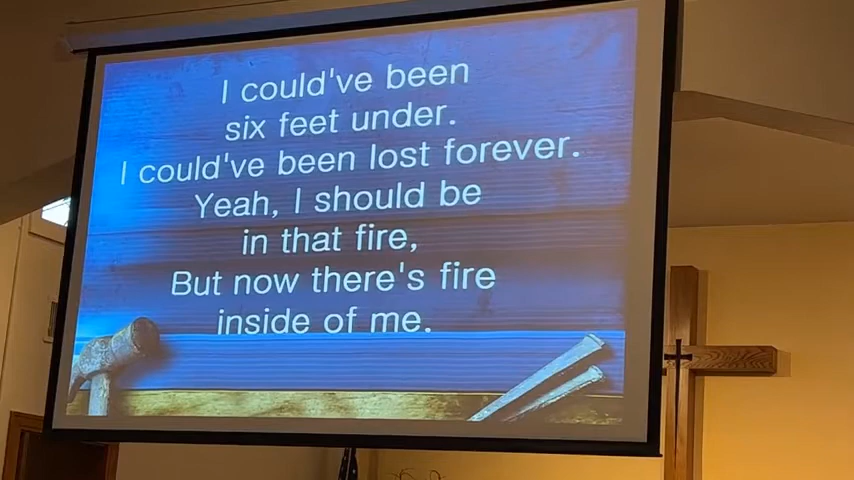 I could've been
six feet under.
I could've been lost forever.
Yeah, I should be
in that fire,
But now there's fire
inside of me.